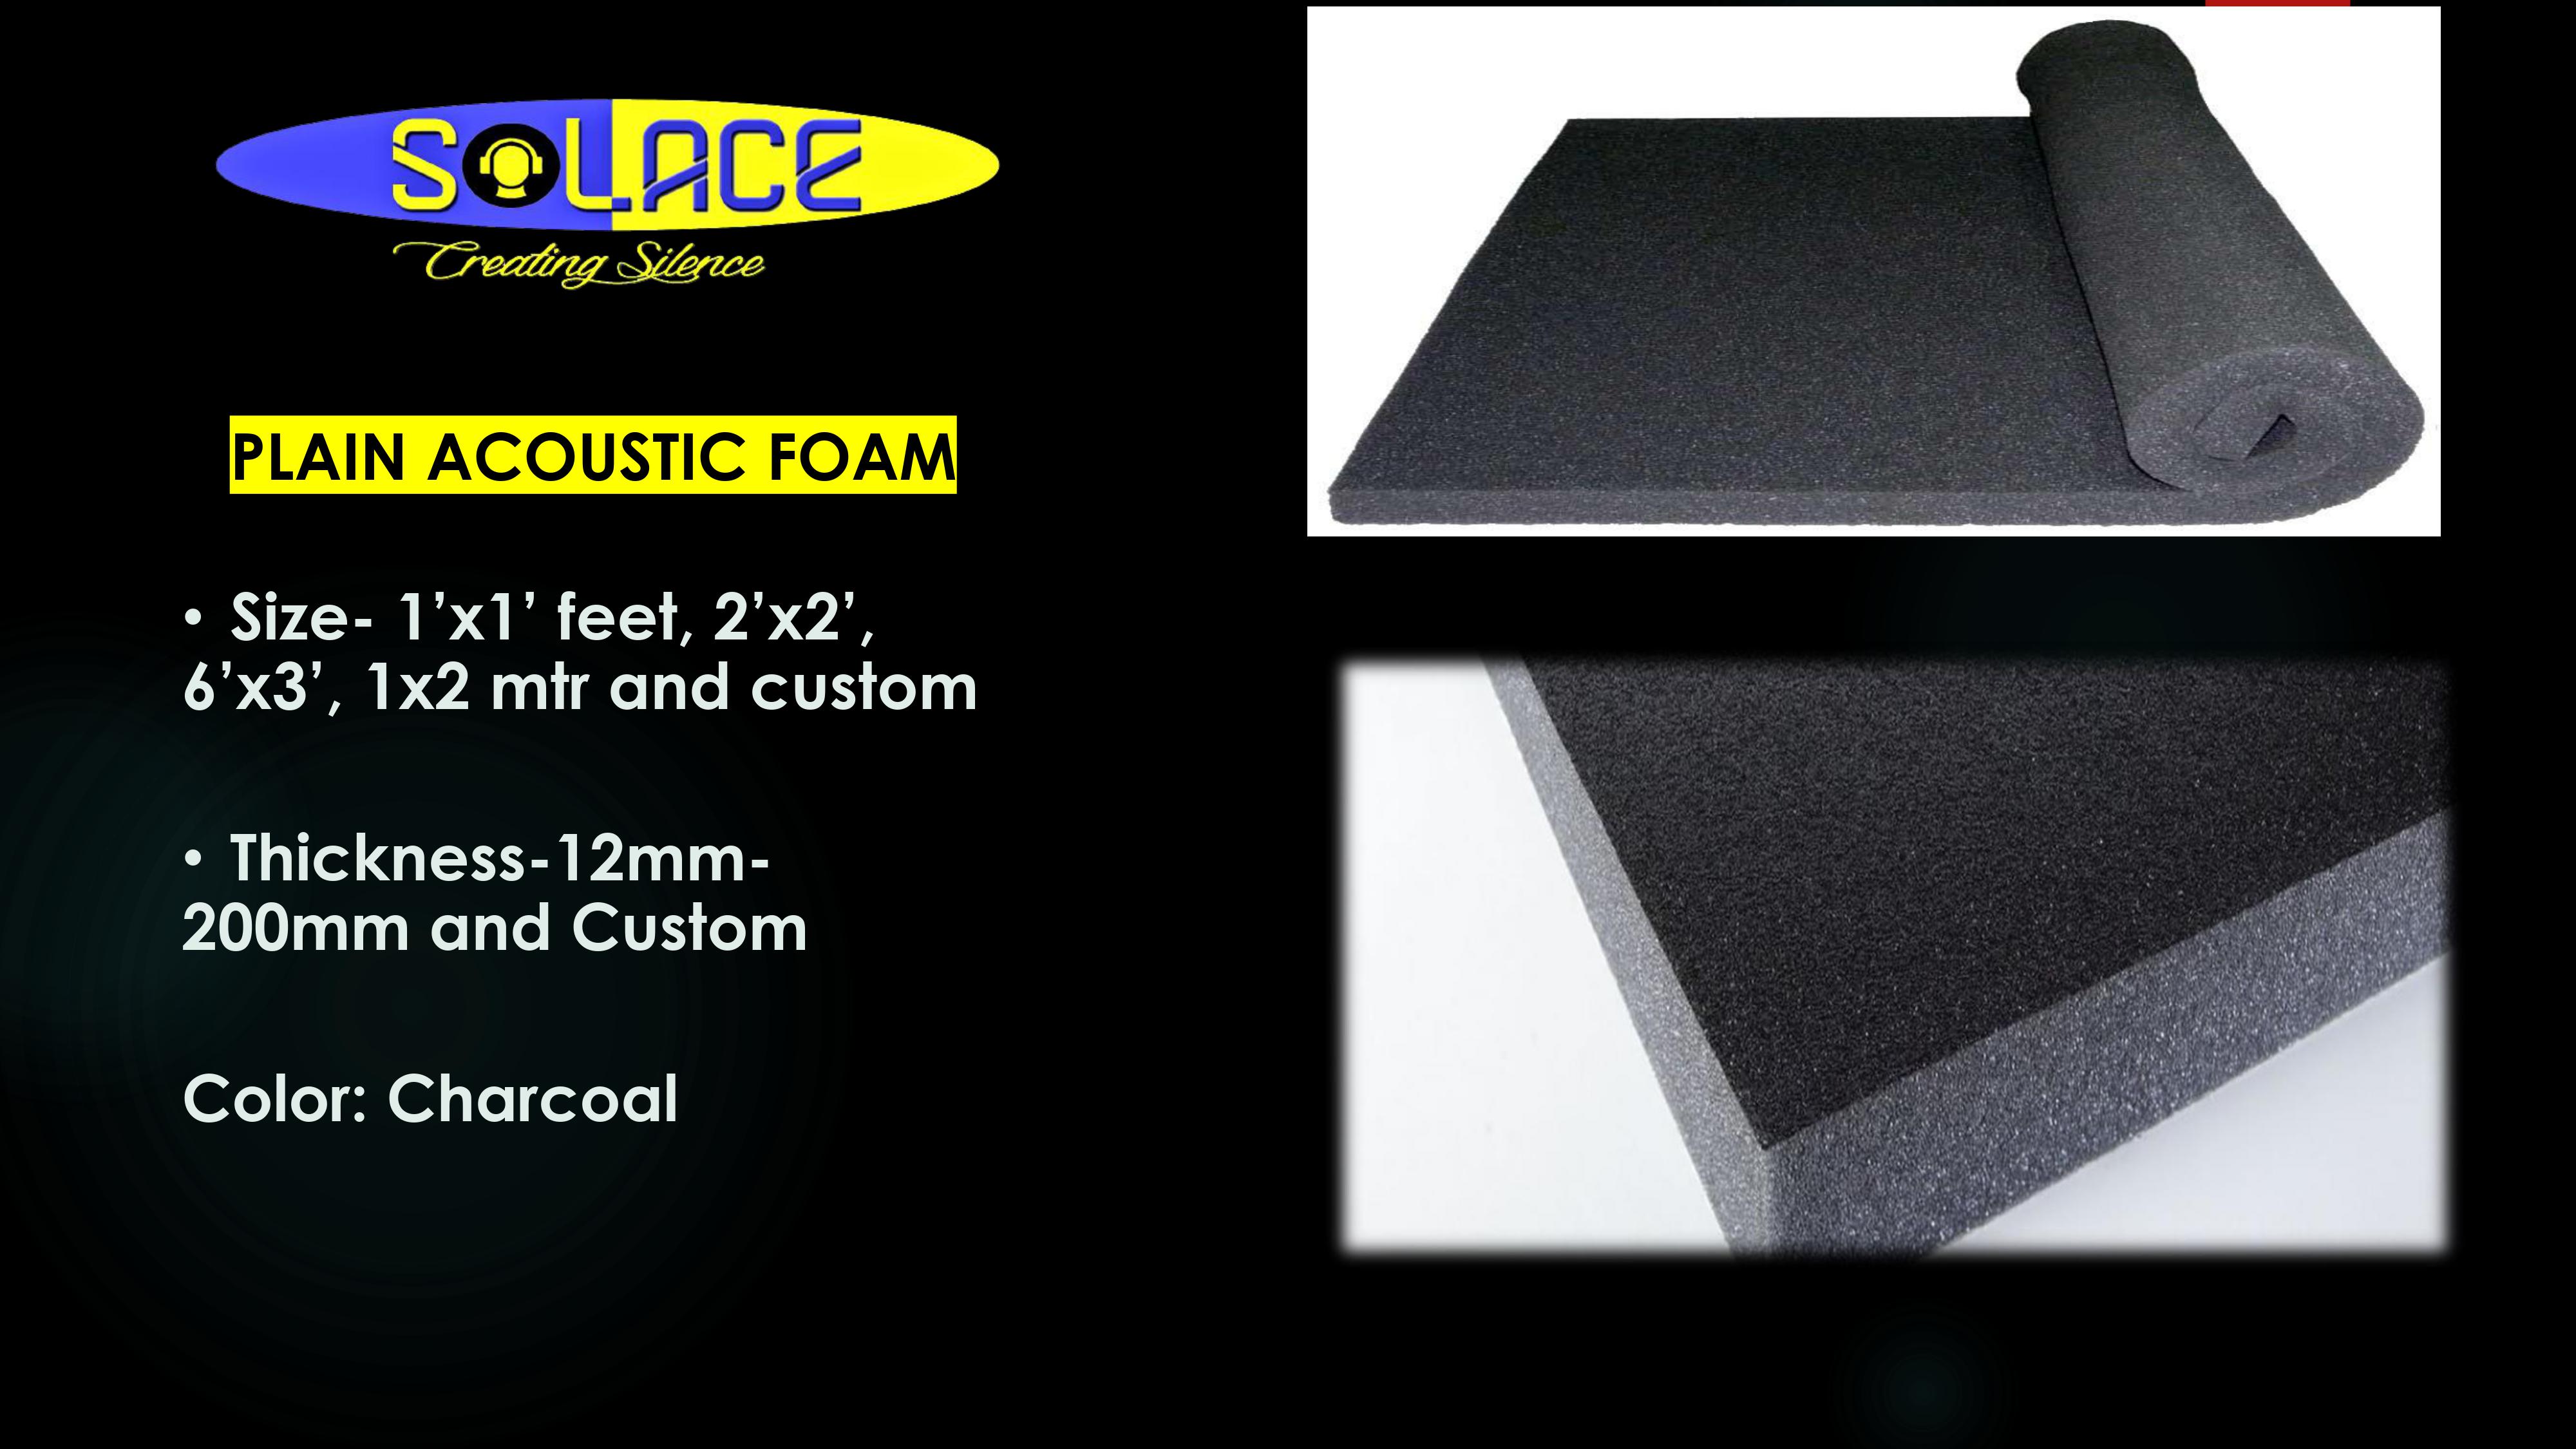 SOLACE
Creating Silence
PLAIN ACOUSTIC FOAM
• Size- 1’x1’ feet, 2’x2’,
6’x3’, 1x2 mtr and custom
• Thickness-12mm-
200mm and Custom
Color: Charcoal